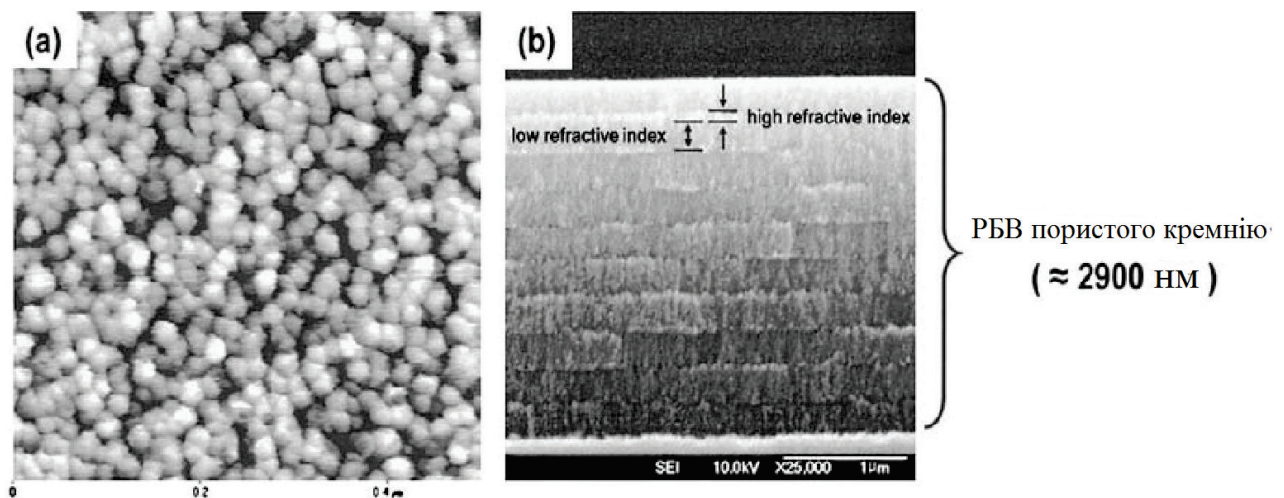 (a)
0 0.2 0.4 μm
(b)
high refractive index
low refractive index
SEI 10.0kV X25,000 1μm
РБВ пористого кремнію
( ≈ 2900 нм )